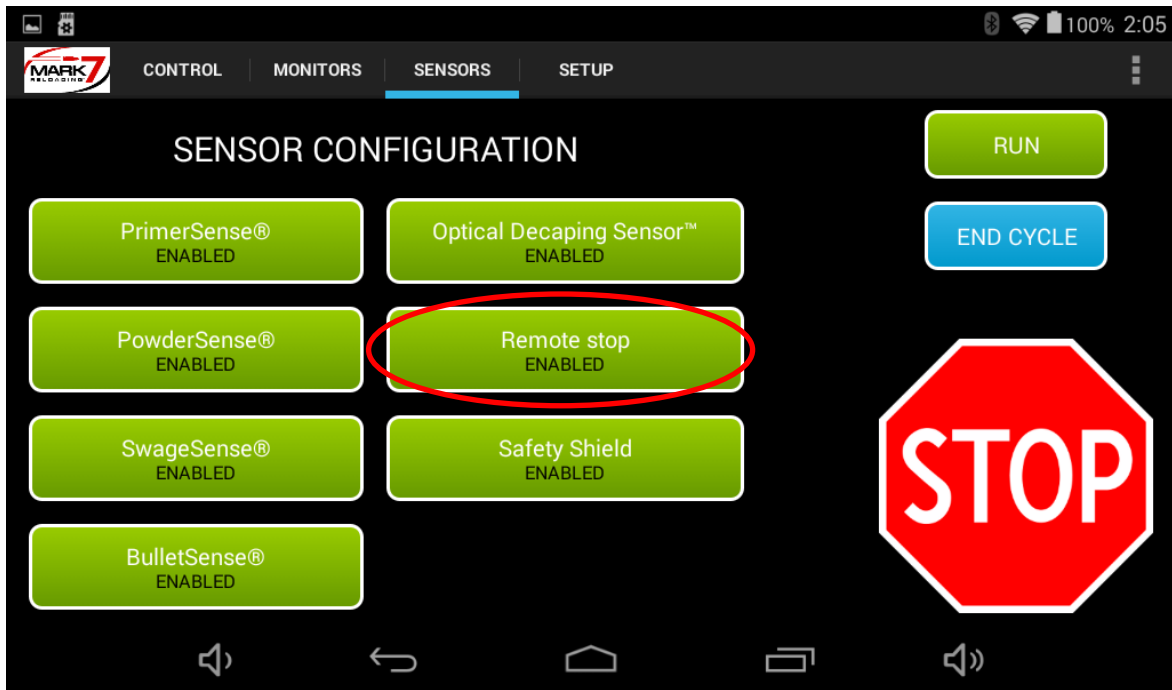 100% 2:05
MARK 7
RELOADING
CONTROL
MONITORS
SENSORS
SETUP
SENSOR CONFIGURATION
RUN
END CYCLE
PrimerSense®
ENABLED
Optical Decaping Sensor™
ENABLED
PowderSense®
ENABLED
Remote stop
ENABLED
SwageSense®
ENABLED
Safety Shield
ENABLED
BulletSense®
ENABLED
STOP